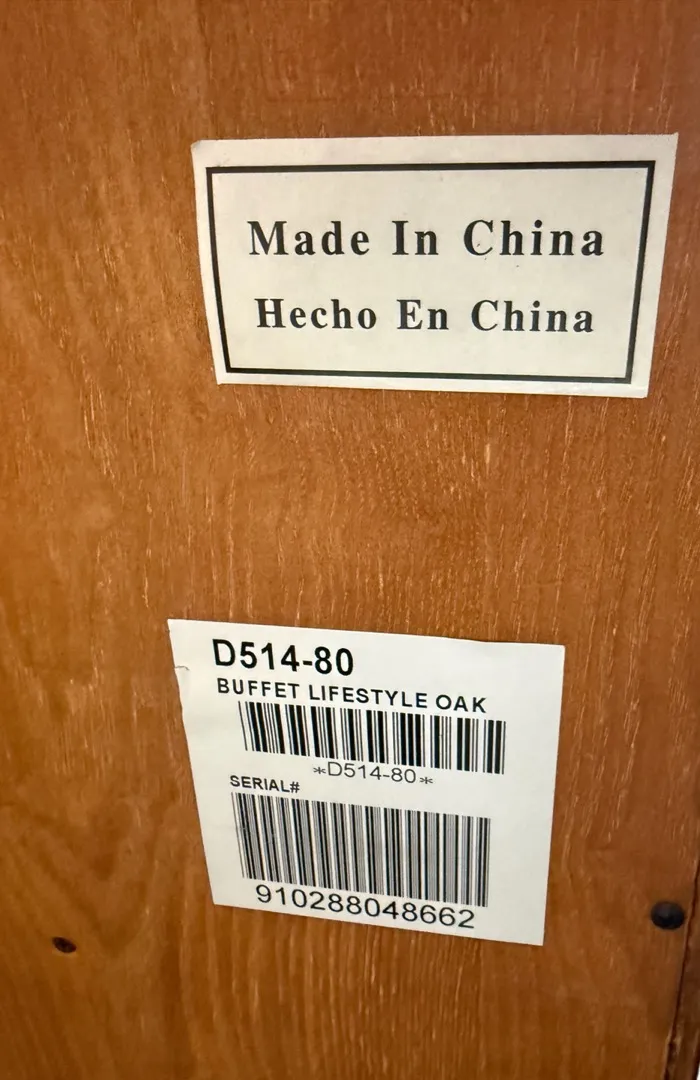 Made In China
Hecho En China
D514-80
BUFFET LIFESTYLE OAK
*D514-80*
SERIAL#
910288048662